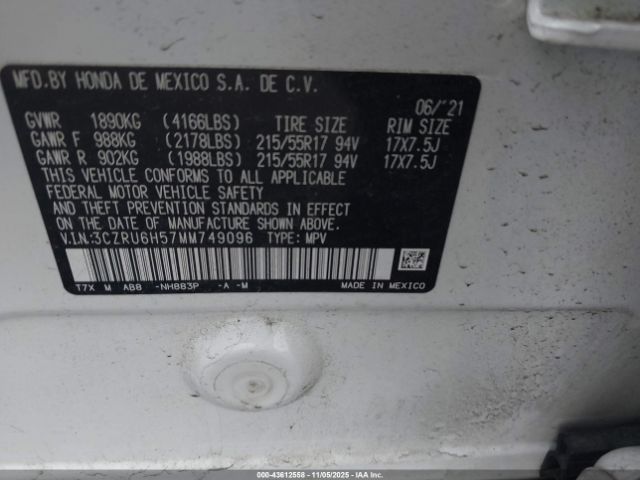 MFD.BY HONDA DE MEXICO S.A. DE C.V.
06/'21
GVWR 1890KG (4166LBS) TIRE SIZE RIM SIZE
GAWR F 988KG (2178LBS) 215/55R17 94V 17X7.5J
GAWR R 902KG (1988LBS) 215/55R17 94V 17X7.5J
THIS VEHICLE CONFORMS TO ALL APPLICABLE
FEDERAL MOTOR VEHICLE SAFETY
AND THEFT PREVENTION STANDARDS IN EFFECT
ON THE DATE OF MANUFACTURE SHOWN ABOVE.
V.I.N:3CZRU6H57MM749096 TYPE: MPV
T7X M ABB -NH883P -A -M MADE IN MEXICO
000-43612558 - 11/05/2025 - IAAI.COM